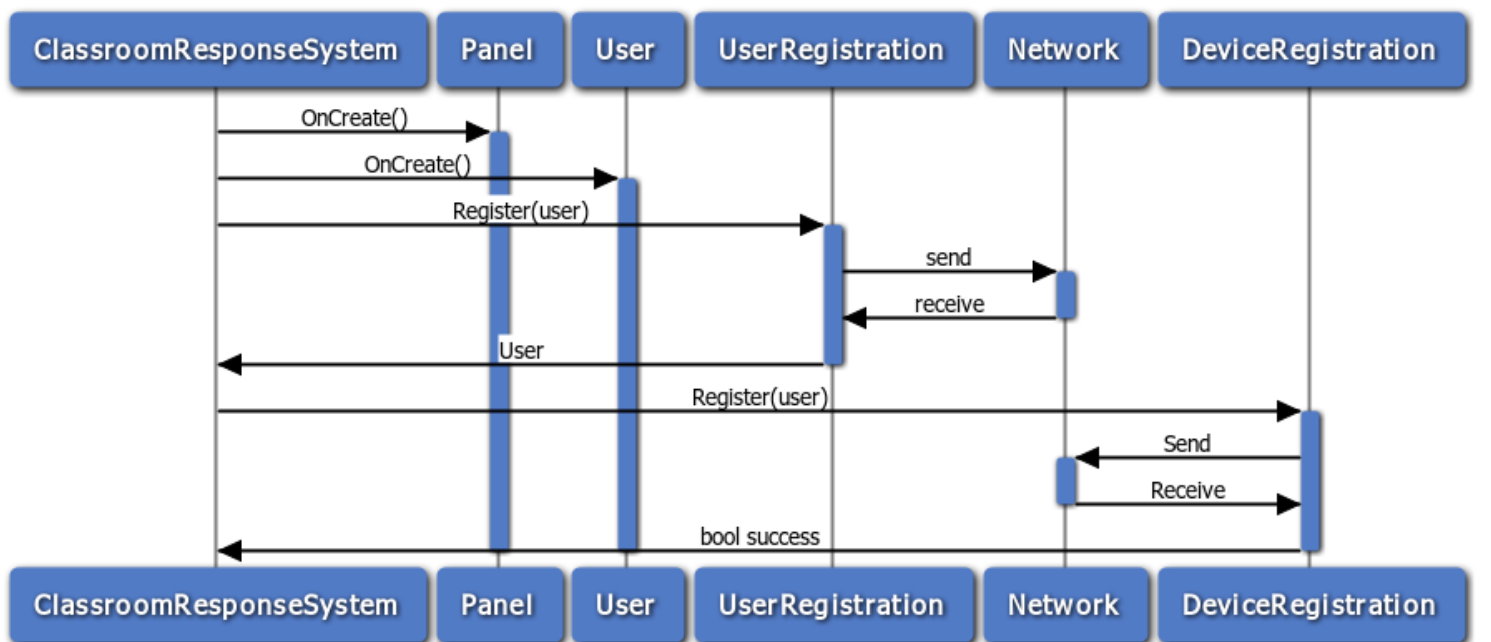 ClassroomResponseSystem Panel User UserRegistration Network DeviceRegistration
OnCreate()
OnCreate()
Register(user)
send
receive
User
Register(user)
Send
Receive
bool success
ClassroomResponseSystem Panel User UserRegistration Network DeviceRegistration